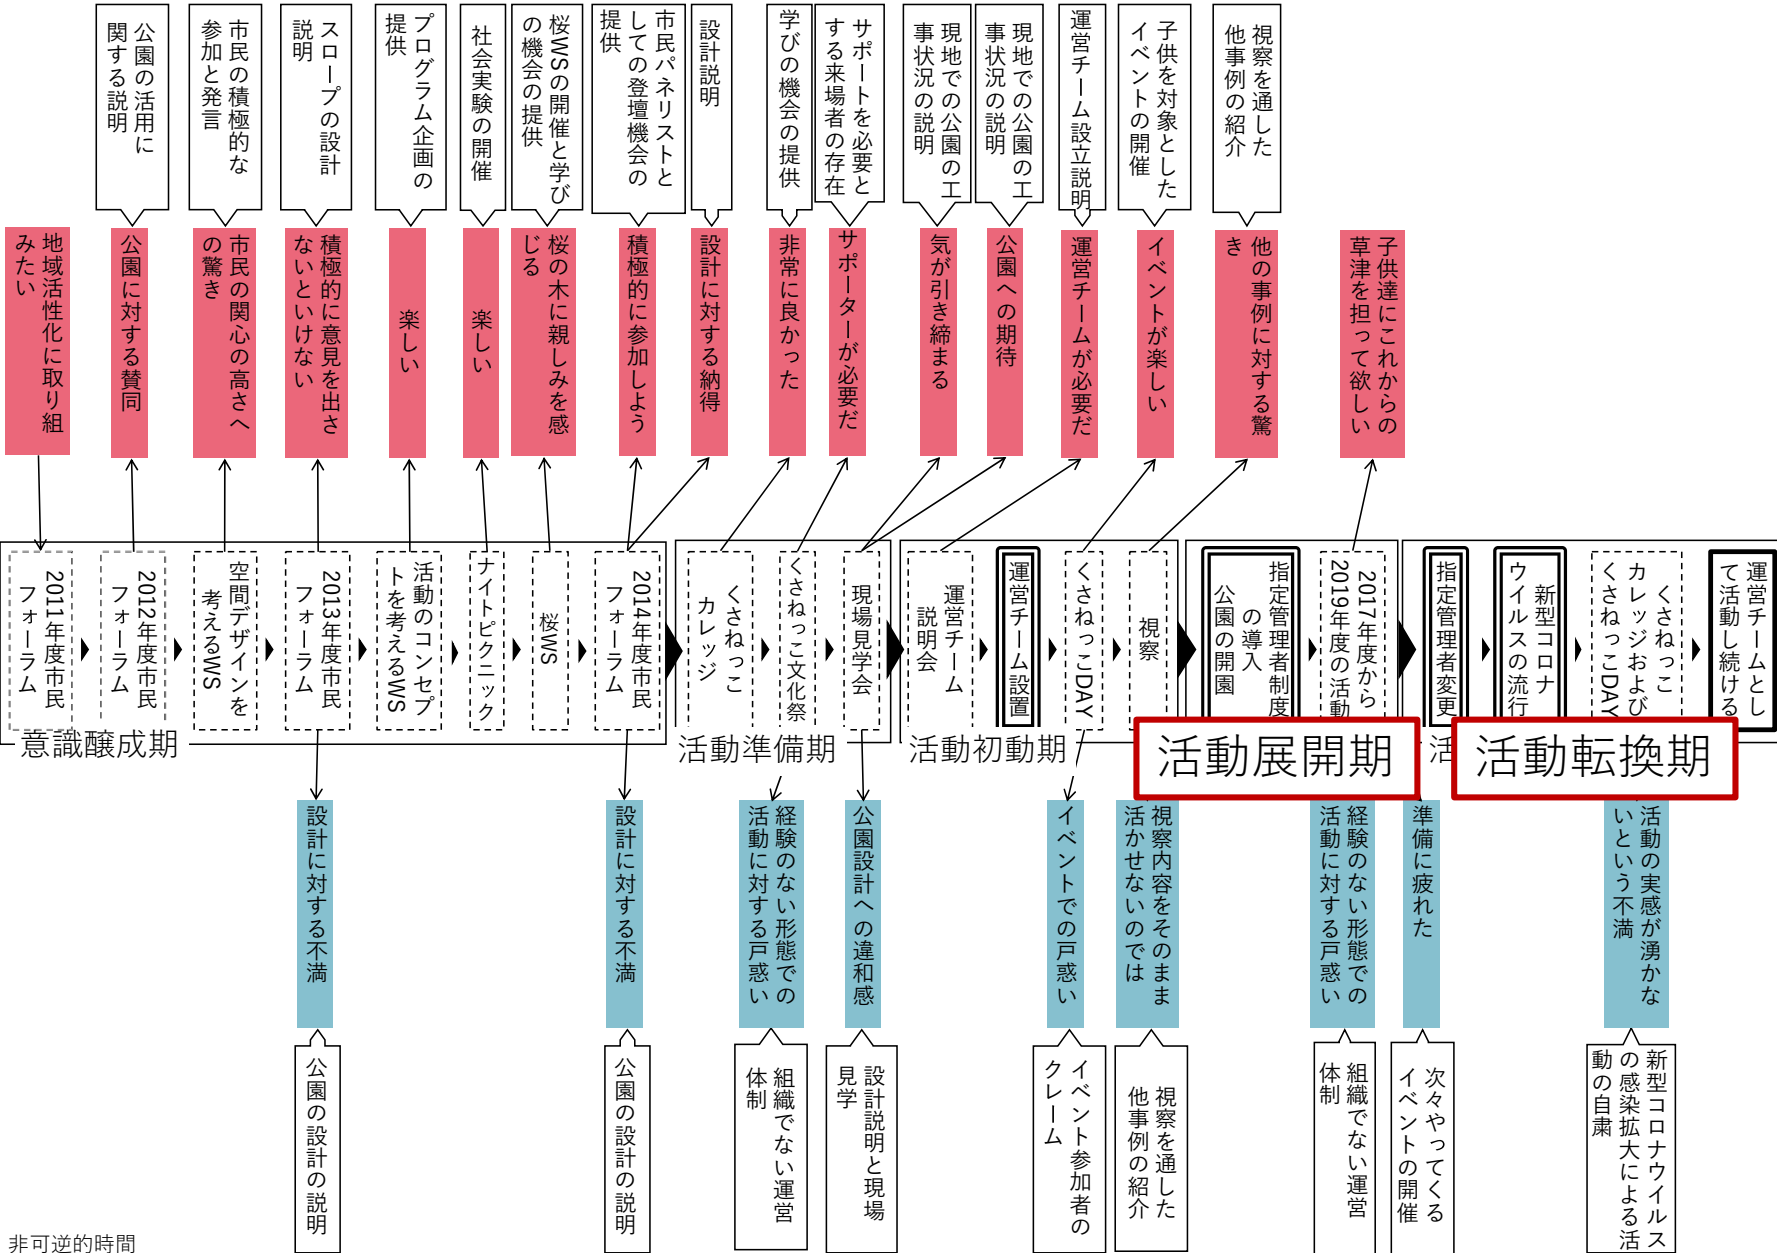 公園の活用に
関する説明
市民の積極的な
参加と発言
スロープの設計
説明
プログラム企画の
提供
社会実験の開催
桜WSの開催と学び
の機会の提供
市民パネリストと
しての登壇機会の
提供
設計説明
学びの機会の提供
サポートを必要と
する来場者の存在
現地での公園の工
事状況の説明
現地での公園の工
事状況の説明
運営チーム設立説明
子供を対象とした
イベントの開催
視察を通した
他事例の紹介
地域活性化に取り組
みたい
公園に対する賛同
市民の関心の高さへ
の驚き
積極的に意見を出さ
ないといけない
楽しい
楽しい
桜の木に親しみを感
じる
積極的に参加しよう
設計に対する納得
非常に良かった
サポーターが必要だ
気が引き締まる
公園への期待
運営チームが必要だ
イベントが楽しい
他の事例に対する驚
き
子供達にこれからの
草津を担って欲しい
2011年度市民
フォーラム
2012年度市民
フォーラム
空間デザインを
考えるWS
2013年度市民
フォーラム
活動のコンセプ
トを考えるWS
ナイトピクニック
桜WS
2014年度市民
フォーラム
くさねっこ
カレッジ
くさねっこ文化祭
現場見学会
運営チーム
説明会
運営チーム設置
くさねっこDAY
視察
指定管理者制度
の導入
公園の開園
2017年度から
2019年度の活動
指定管理者変更
新型コロナ
ウイルスの流行
くさねっこ
カレッジおよび
くさねっこDAY
運営チームとし
て活動し続ける
意識醸成期
活動準備期
活動初動期
活動展開期
活
活動転換期
設計に対する不満
設計に対する不満
経験のない形態での
活動に対する戸惑い
公園設計への違和感
イベントでの戸惑い
視察内容をそのまま
活かせないのでは
経験のない形態での
活動に対する戸惑い
準備に疲れた
活動の実感が湧かな
いという不満
公園の設計の説明
公園の設計の説明
組織でない運営
体制
設計説明と現場
見学
イベント参加者の
クレーム
視察を通した
他事例の紹介
組織でない運営
体制
次々やってくる
イベントの開催
新型コロナウイルス
の感染拡大による活
動の自粛
非可逆的時間